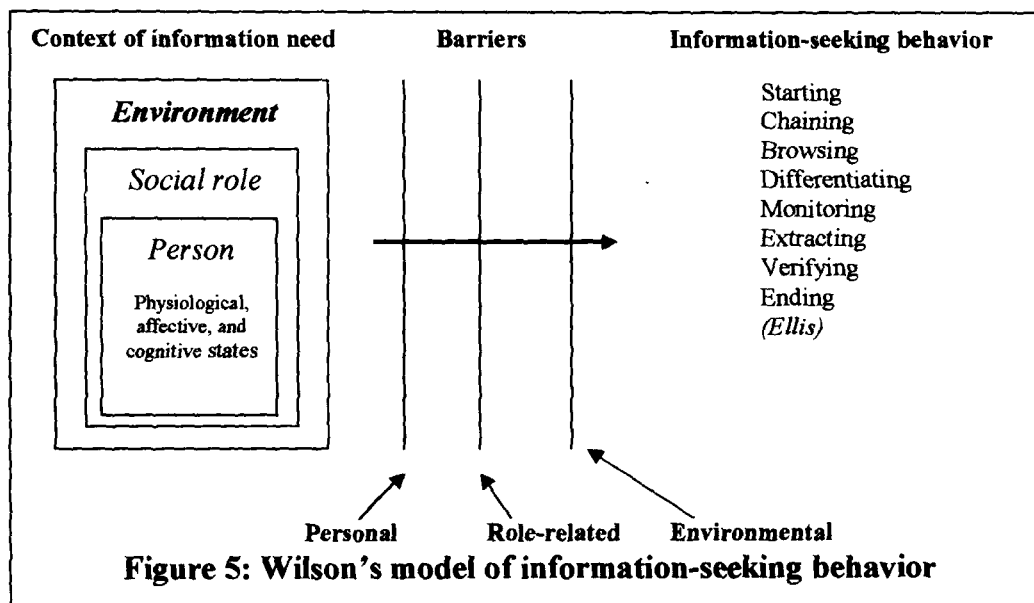 Context of information need
Barriers
Information-seeking behavior
Environment
Social role
Person
Physiological,
affective, and
cognitive states
Starting
Chaining
Browsing
Differentiating
Monitoring
Extracting
Verifying
Ending
(Ellis)
Personal
Role-related
Environmental
Figure 5: Wilson's model of information-seeking behavior